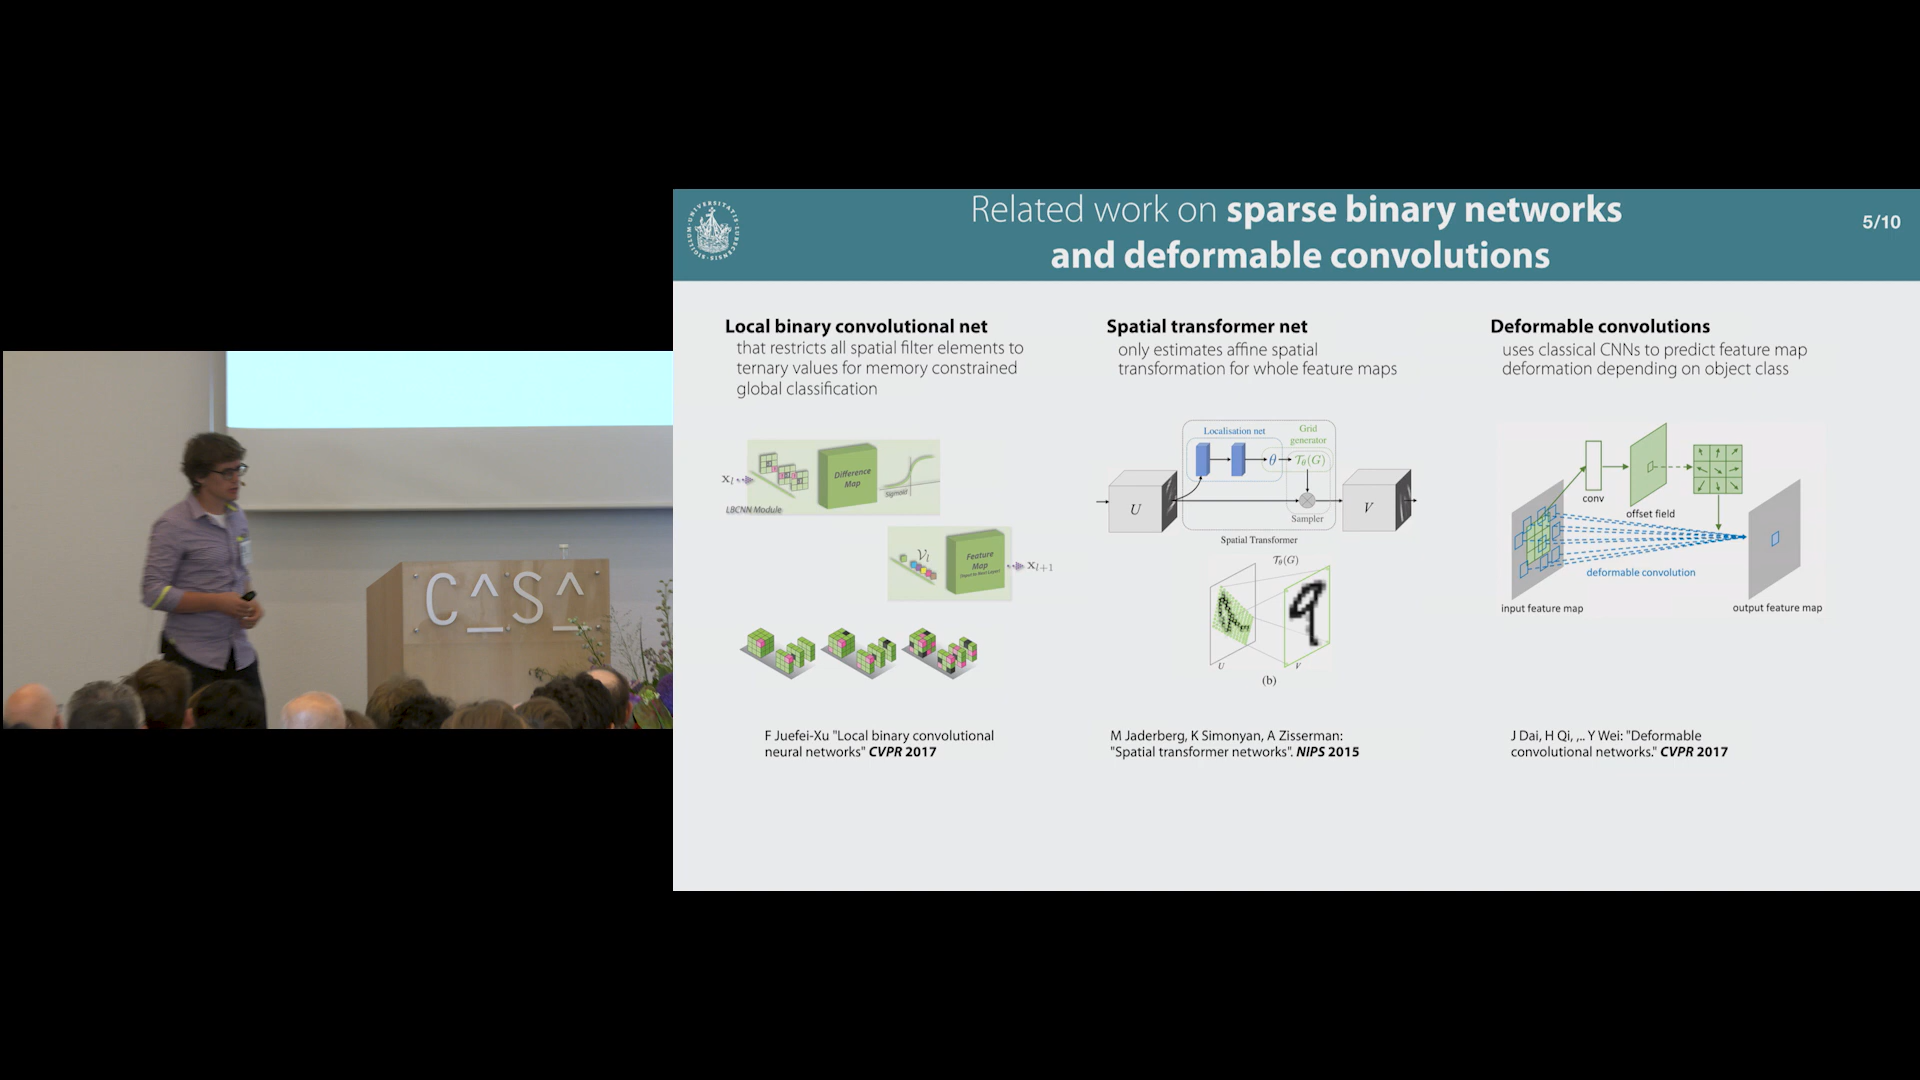 Related work on sparse binary networks
and deformable convolutions
5/10
Local binary convolutional net
that restricts all spatial filter elements to
ternary values for memory constrained
global classification
Difference
Map
Sigmoid
LBCNN Module
Feature
Map
F Juefei-Xu "Local binary convolutional
neural networks" CVPR 2017
Spatial transformer net
only estimates affine spatial
transformation for whole feature maps
Localisation net
Grid
generator
θ
U
V
Sampler
Spatial Transformer
U
V
(b)
M Jaderberg, K Simonyan, A Zisserman:
"Spatial transformer networks". NIPS 2015
Deformable convolutions
uses classical CNNs to predict feature map
deformation depending on object class
conv
offset field
deformable convolution
input feature map
output feature map
J Dai, H Qi, ,.. Y Wei: "Deformable
convolutional networks." CVPR 2017